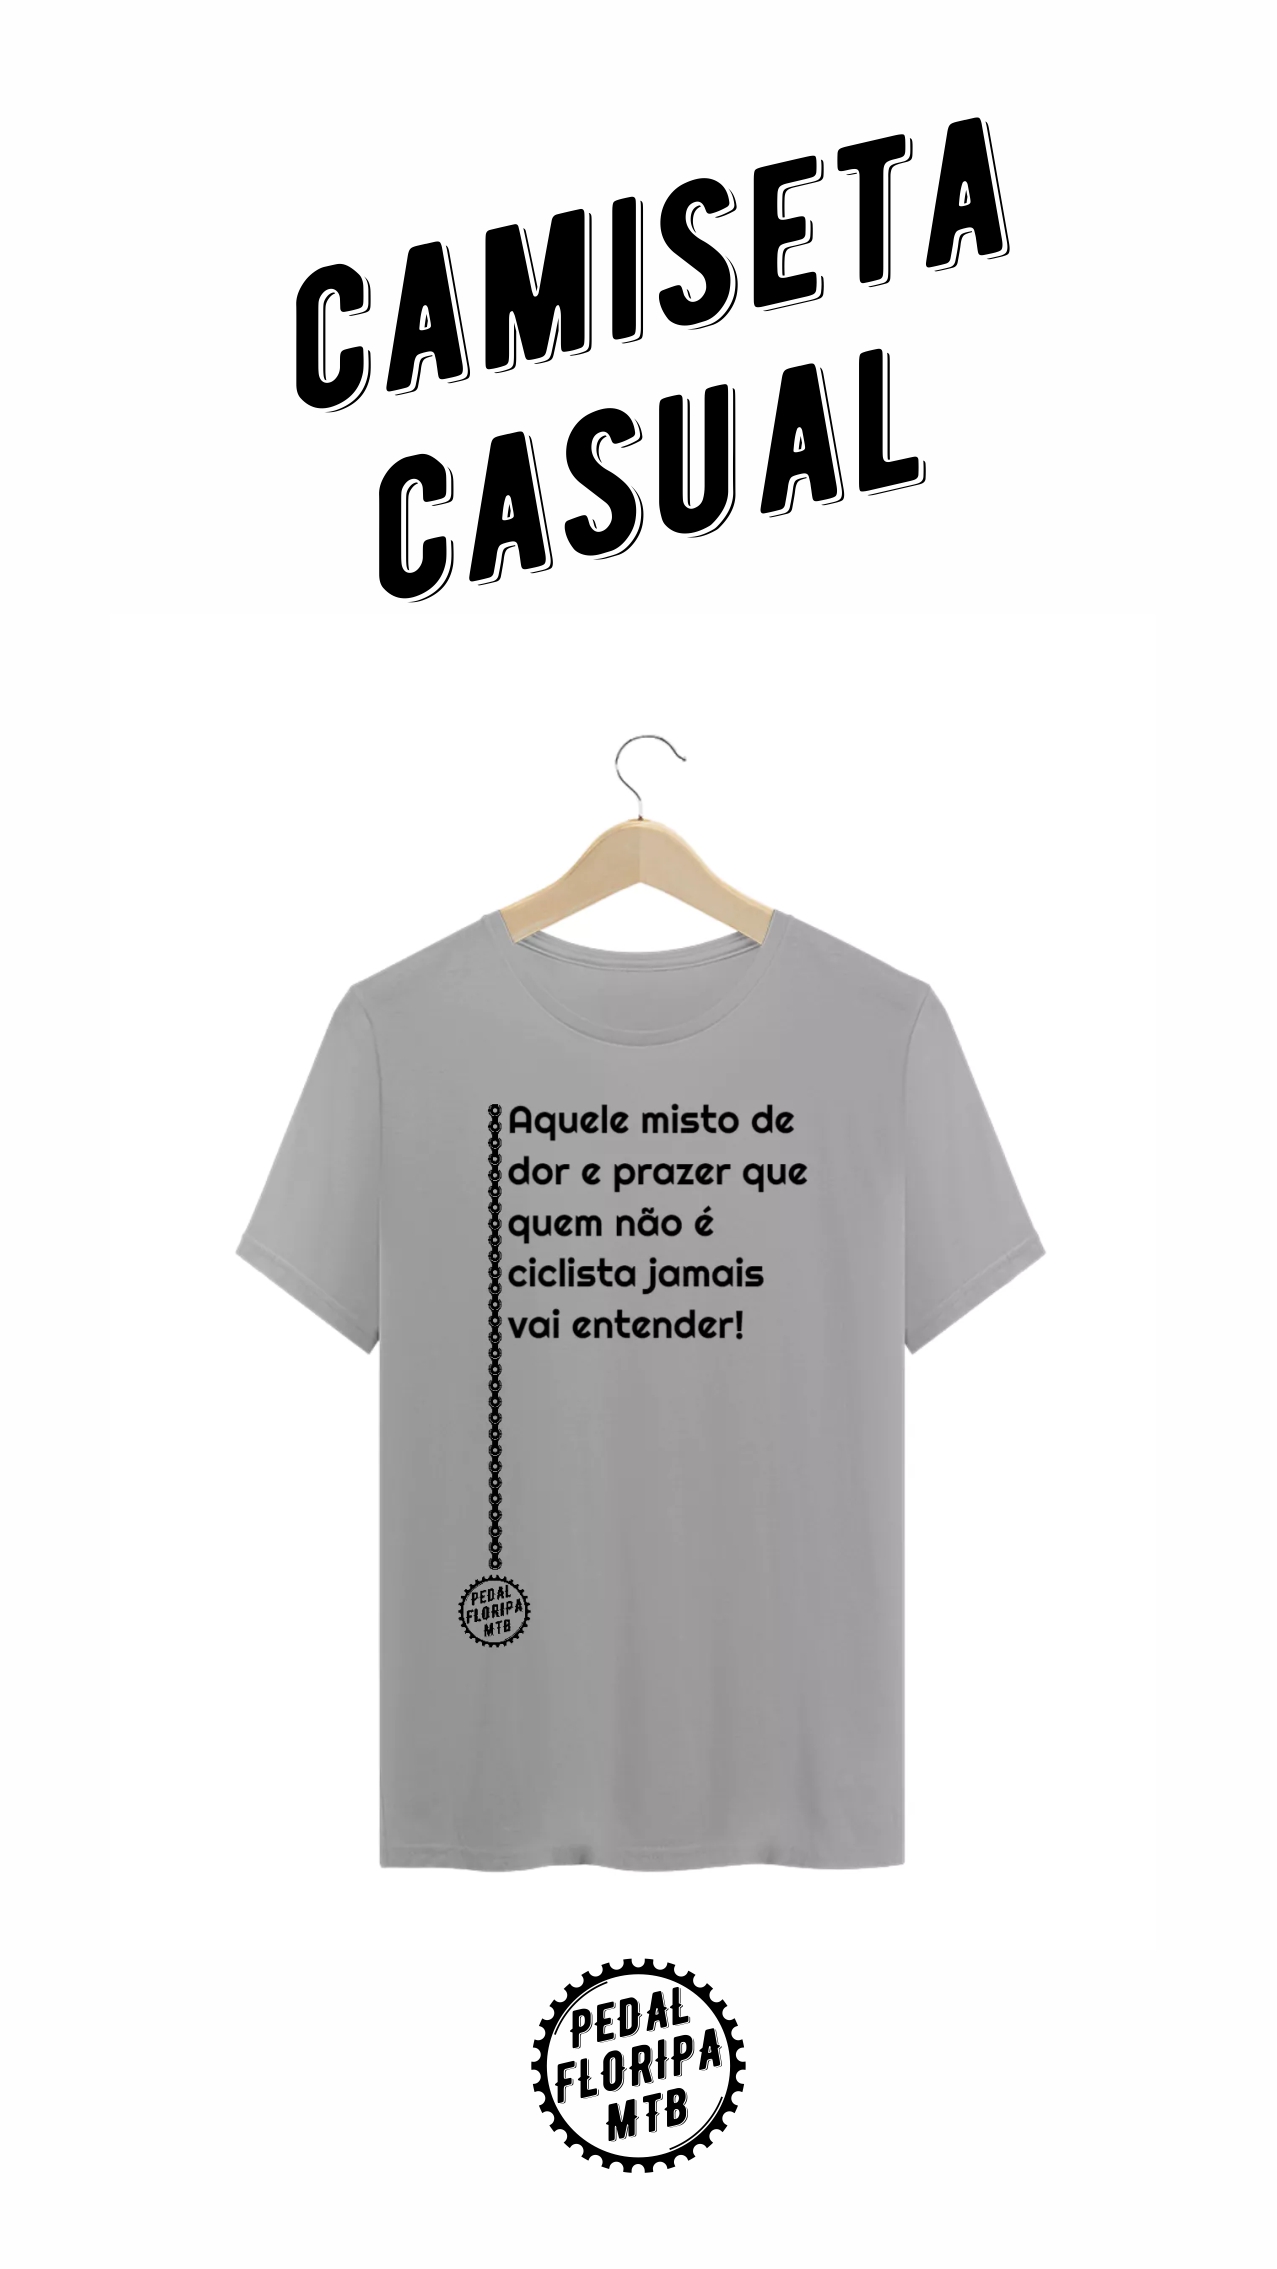 CAMISETA
CASUAL
Aquele misto de
dor e prazer que
quem não é
ciclista jamais
vai entender!
PEDAL
FLORIPA
MTB
PEDAL
FLORIPA
MTB